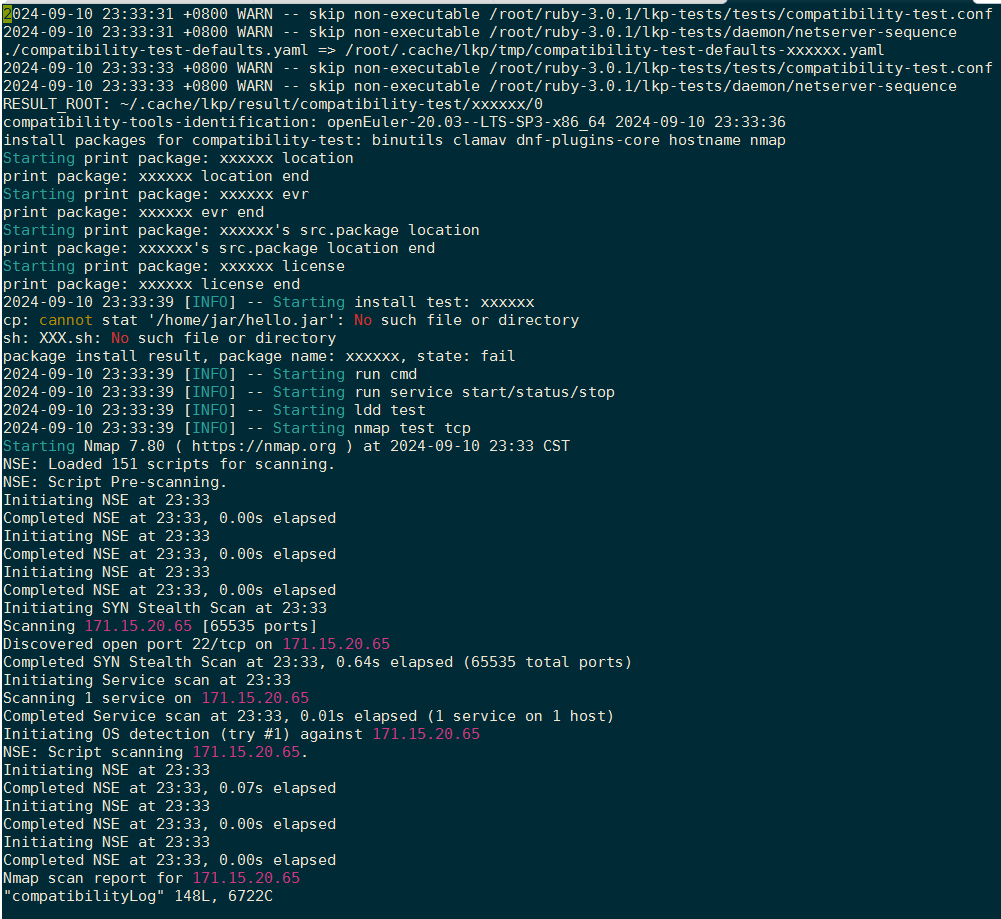 2024-09-10 23:33:31 +0800 WARN -- skip non-executable /root/ruby-3.0.1/lkp-tests/tests/compatibility-test.conf
2024-09-10 23:33:31 +0800 WARN -- skip non-executable /root/ruby-3.0.1/lkp-tests/daemon/netserver-sequence
./compatibility-test-defaults.yaml => /root/.cache/lkp/tmp/compatibility-test-defaults-xxxxxx.yaml
2024-09-10 23:33:33 +0800 WARN -- skip non-executable /root/ruby-3.0.1/lkp-tests/tests/compatibility-test.conf
2024-09-10 23:33:33 +0800 WARN -- skip non-executable /root/ruby-3.0.1/lkp-tests/daemon/netserver-sequence
RESULT_ROOT: ~/.cache/lkp/result/compatibility-test/xxxxxx/0
compatibility-tools-identification: openEuler-20.03--LTS-SP3-x86_64 2024-09-10 23:33:36
install packages for compatibility-test: binutils clamav dnf-plugins-core hostname nmap
Starting print package: xxxxxx location
print package: xxxxxx location end
Starting print package: xxxxxx evr
print package: xxxxxx evr end
Starting print package: xxxxxx's src.package location
print package: xxxxxx's src.package location end
Starting print package: xxxxxx license
print package: xxxxxx license end
2024-09-10 23:33:39 [INFO] -- Starting install test: xxxxxx
cp: cannot stat '/home/jar/hello.jar': No such file or directory
sh: XXX.sh: No such file or directory
package install result, package name: xxxxxx, state: fail
2024-09-10 23:33:39 [INFO] -- Starting run cmd
2024-09-10 23:33:39 [INFO] -- Starting run service start/status/stop
2024-09-10 23:33:39 [INFO] -- Starting ldd test
2024-09-10 23:33:39 [INFO] -- Starting nmap test tcp
Starting Nmap 7.80 ( https://nmap.org ) at 2024-09-10 23:33 CST
NSE: Loaded 151 scripts for scanning.
NSE: Script Pre-scanning.
Initiating NSE at 23:33
Completed NSE at 23:33, 0.00s elapsed
Initiating NSE at 23:33
Completed NSE at 23:33, 0.00s elapsed
Initiating NSE at 23:33
Completed NSE at 23:33, 0.00s elapsed
Initiating SYN Stealth Scan at 23:33
Scanning 171.15.20.65 [65535 ports]
Discovered open port 22/tcp on 171.15.20.65
Completed SYN Stealth Scan at 23:33, 0.64s elapsed (65535 total ports)
Initiating Service scan at 23:33
Scanning 1 service on 171.15.20.65
Completed Service scan at 23:33, 0.01s elapsed (1 service on 1 host)
Initiating OS detection (try #1) against 171.15.20.65
NSE: Script scanning 171.15.20.65.
Initiating NSE at 23:33
Completed NSE at 23:33, 0.07s elapsed
Initiating NSE at 23:33
Completed NSE at 23:33, 0.00s elapsed
Initiating NSE at 23:33
Completed NSE at 23:33, 0.00s elapsed
Nmap scan report for 171.15.20.65
"compatibilityLog" 148L, 6722C